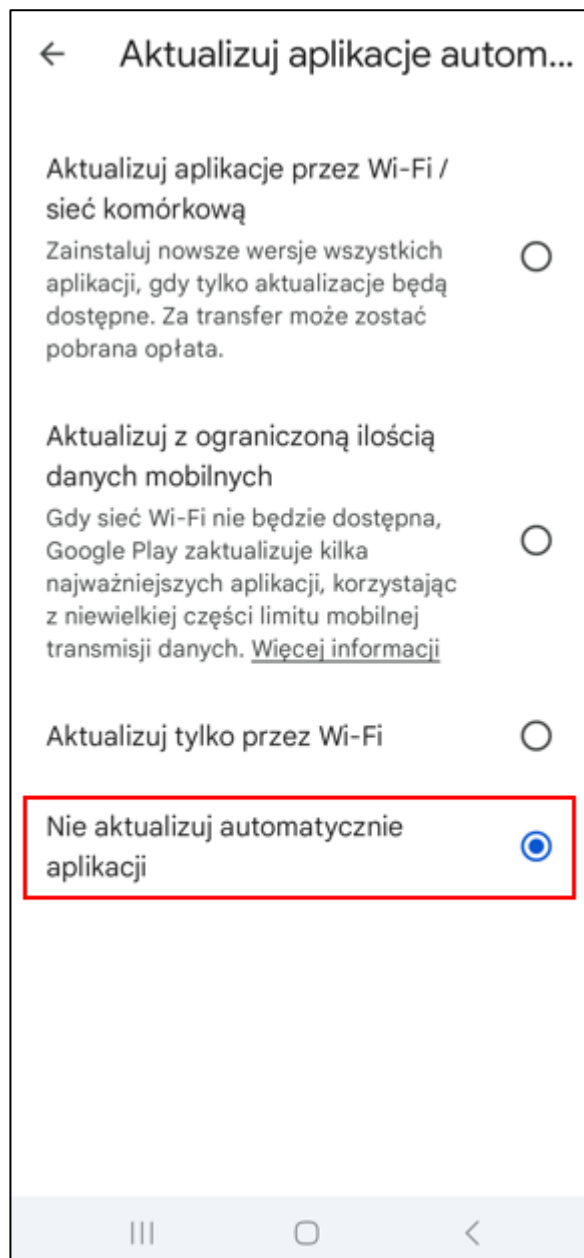 Aktualizuj aplikacje autom...
Aktualizuj aplikacje przez Wi-Fi /
sieć komórkową
Zainstaluj nowsze wersje wszystkich
aplikacji, gdy tylko aktualizacje będą
dostępne. Za transfer może zostać
pobrana opłata.
Aktualizuj z ograniczoną ilością
danych mobilnych
Gdy sieć Wi-Fi nie będzie dostępna,
Google Play zaktualizuje kilka
najważniejszych aplikacji, korzystając
z niewielkiej części limitu mobilnej
transmisji danych. Więcej informacji
Aktualizuj tylko przez Wi-Fi
Nie aktualizuj automatycznie
aplikacji